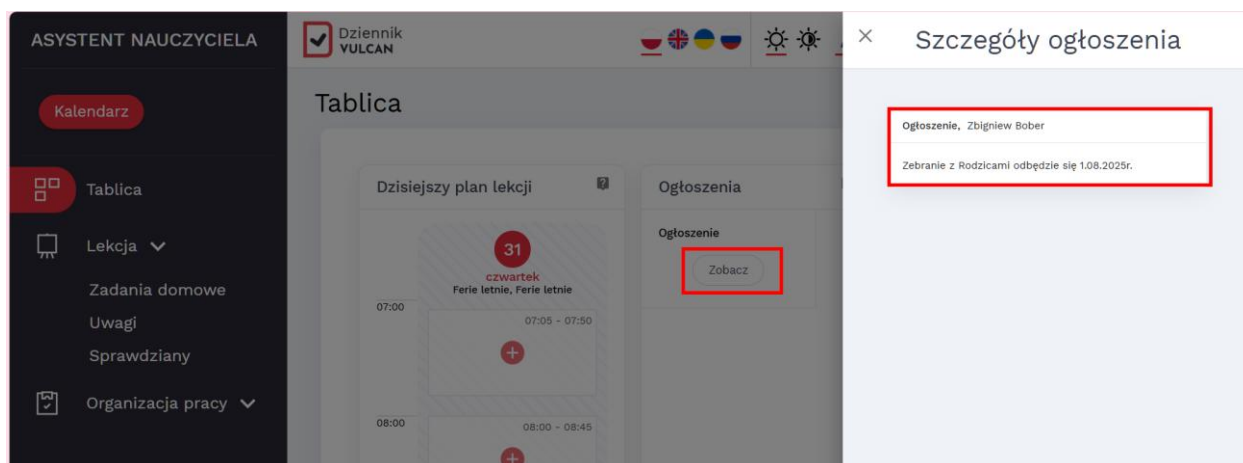 ASYSTENT NAUCZYCIELA
Kalendarz
Tablica
Lekcja
Zadania domowe
Uwagi
Sprawdziany
Organizacja pracy
Dziennik
VULCAN
Tablica
Dzisiejszy plan lekcji
31
czwartek
Ferie letnie, Ferie letnie
07:00
07:05 - 07:50
08:00
08:00 - 08:45
Ogłoszenia
Ogłoszenie
Zobacz
Szczegóły ogłoszenia
Ogłoszenie, Zbigniew Bober
Zebranie z Rodzicami odbędzie się 1.08.2025r.